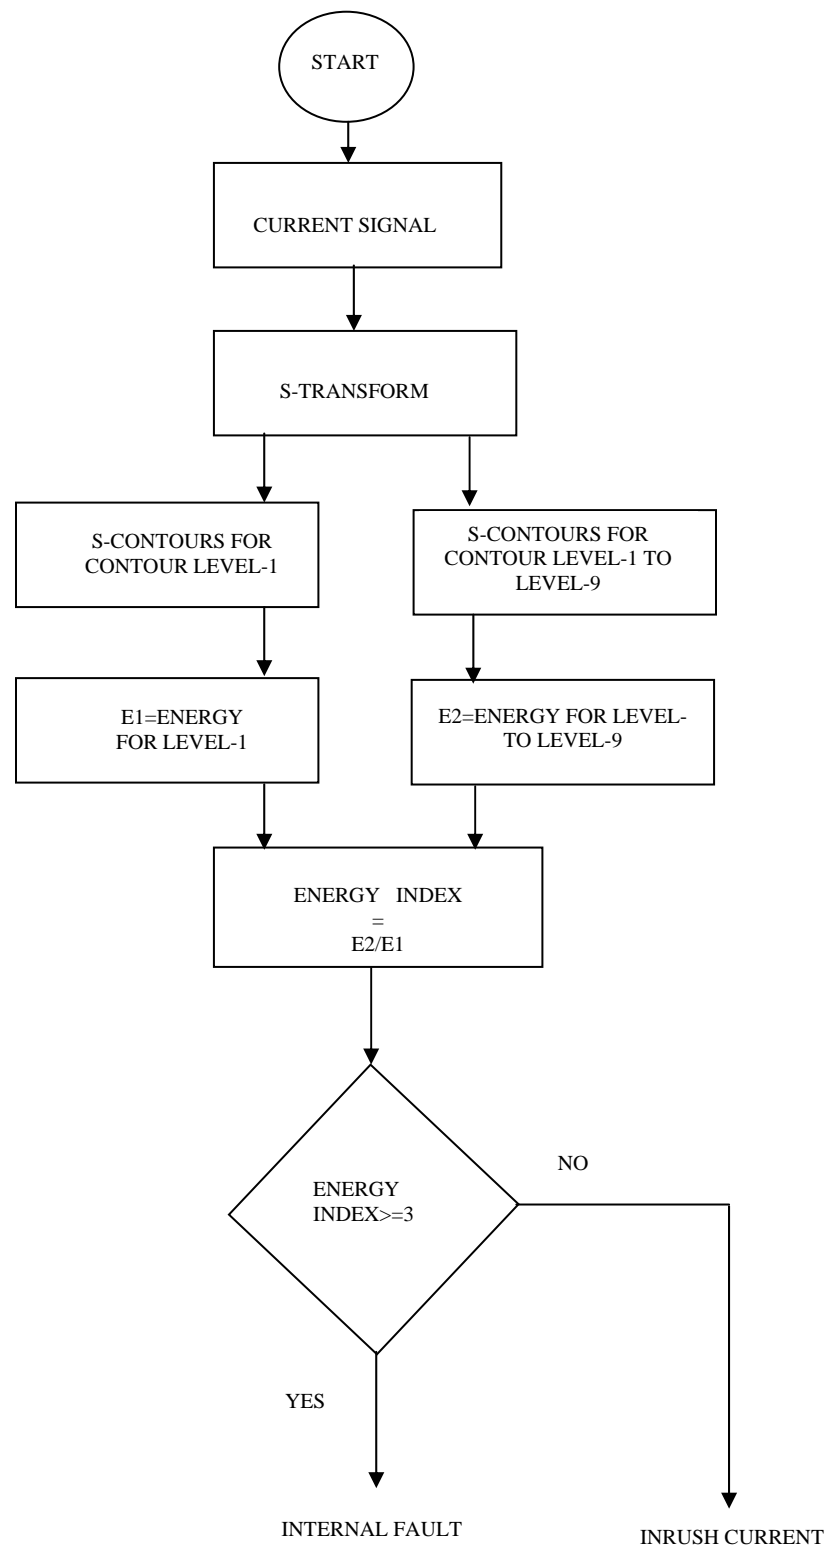 START
CURRENT SIGNAL
S-TRANSFORM
S-CONTOURS FOR
CONTOUR LEVEL-1
S-CONTOURS FOR
CONTOUR LEVEL-1 TO
LEVEL-9
E1=ENERGY
FOR LEVEL-1
E2=ENERGY FOR LEVEL-
TO LEVEL-9
ENERGY INDEX
=
E2/E1
ENERGY
INDEX>=3
NO
YES
INTERNAL FAULT
INRUSH CURRENT